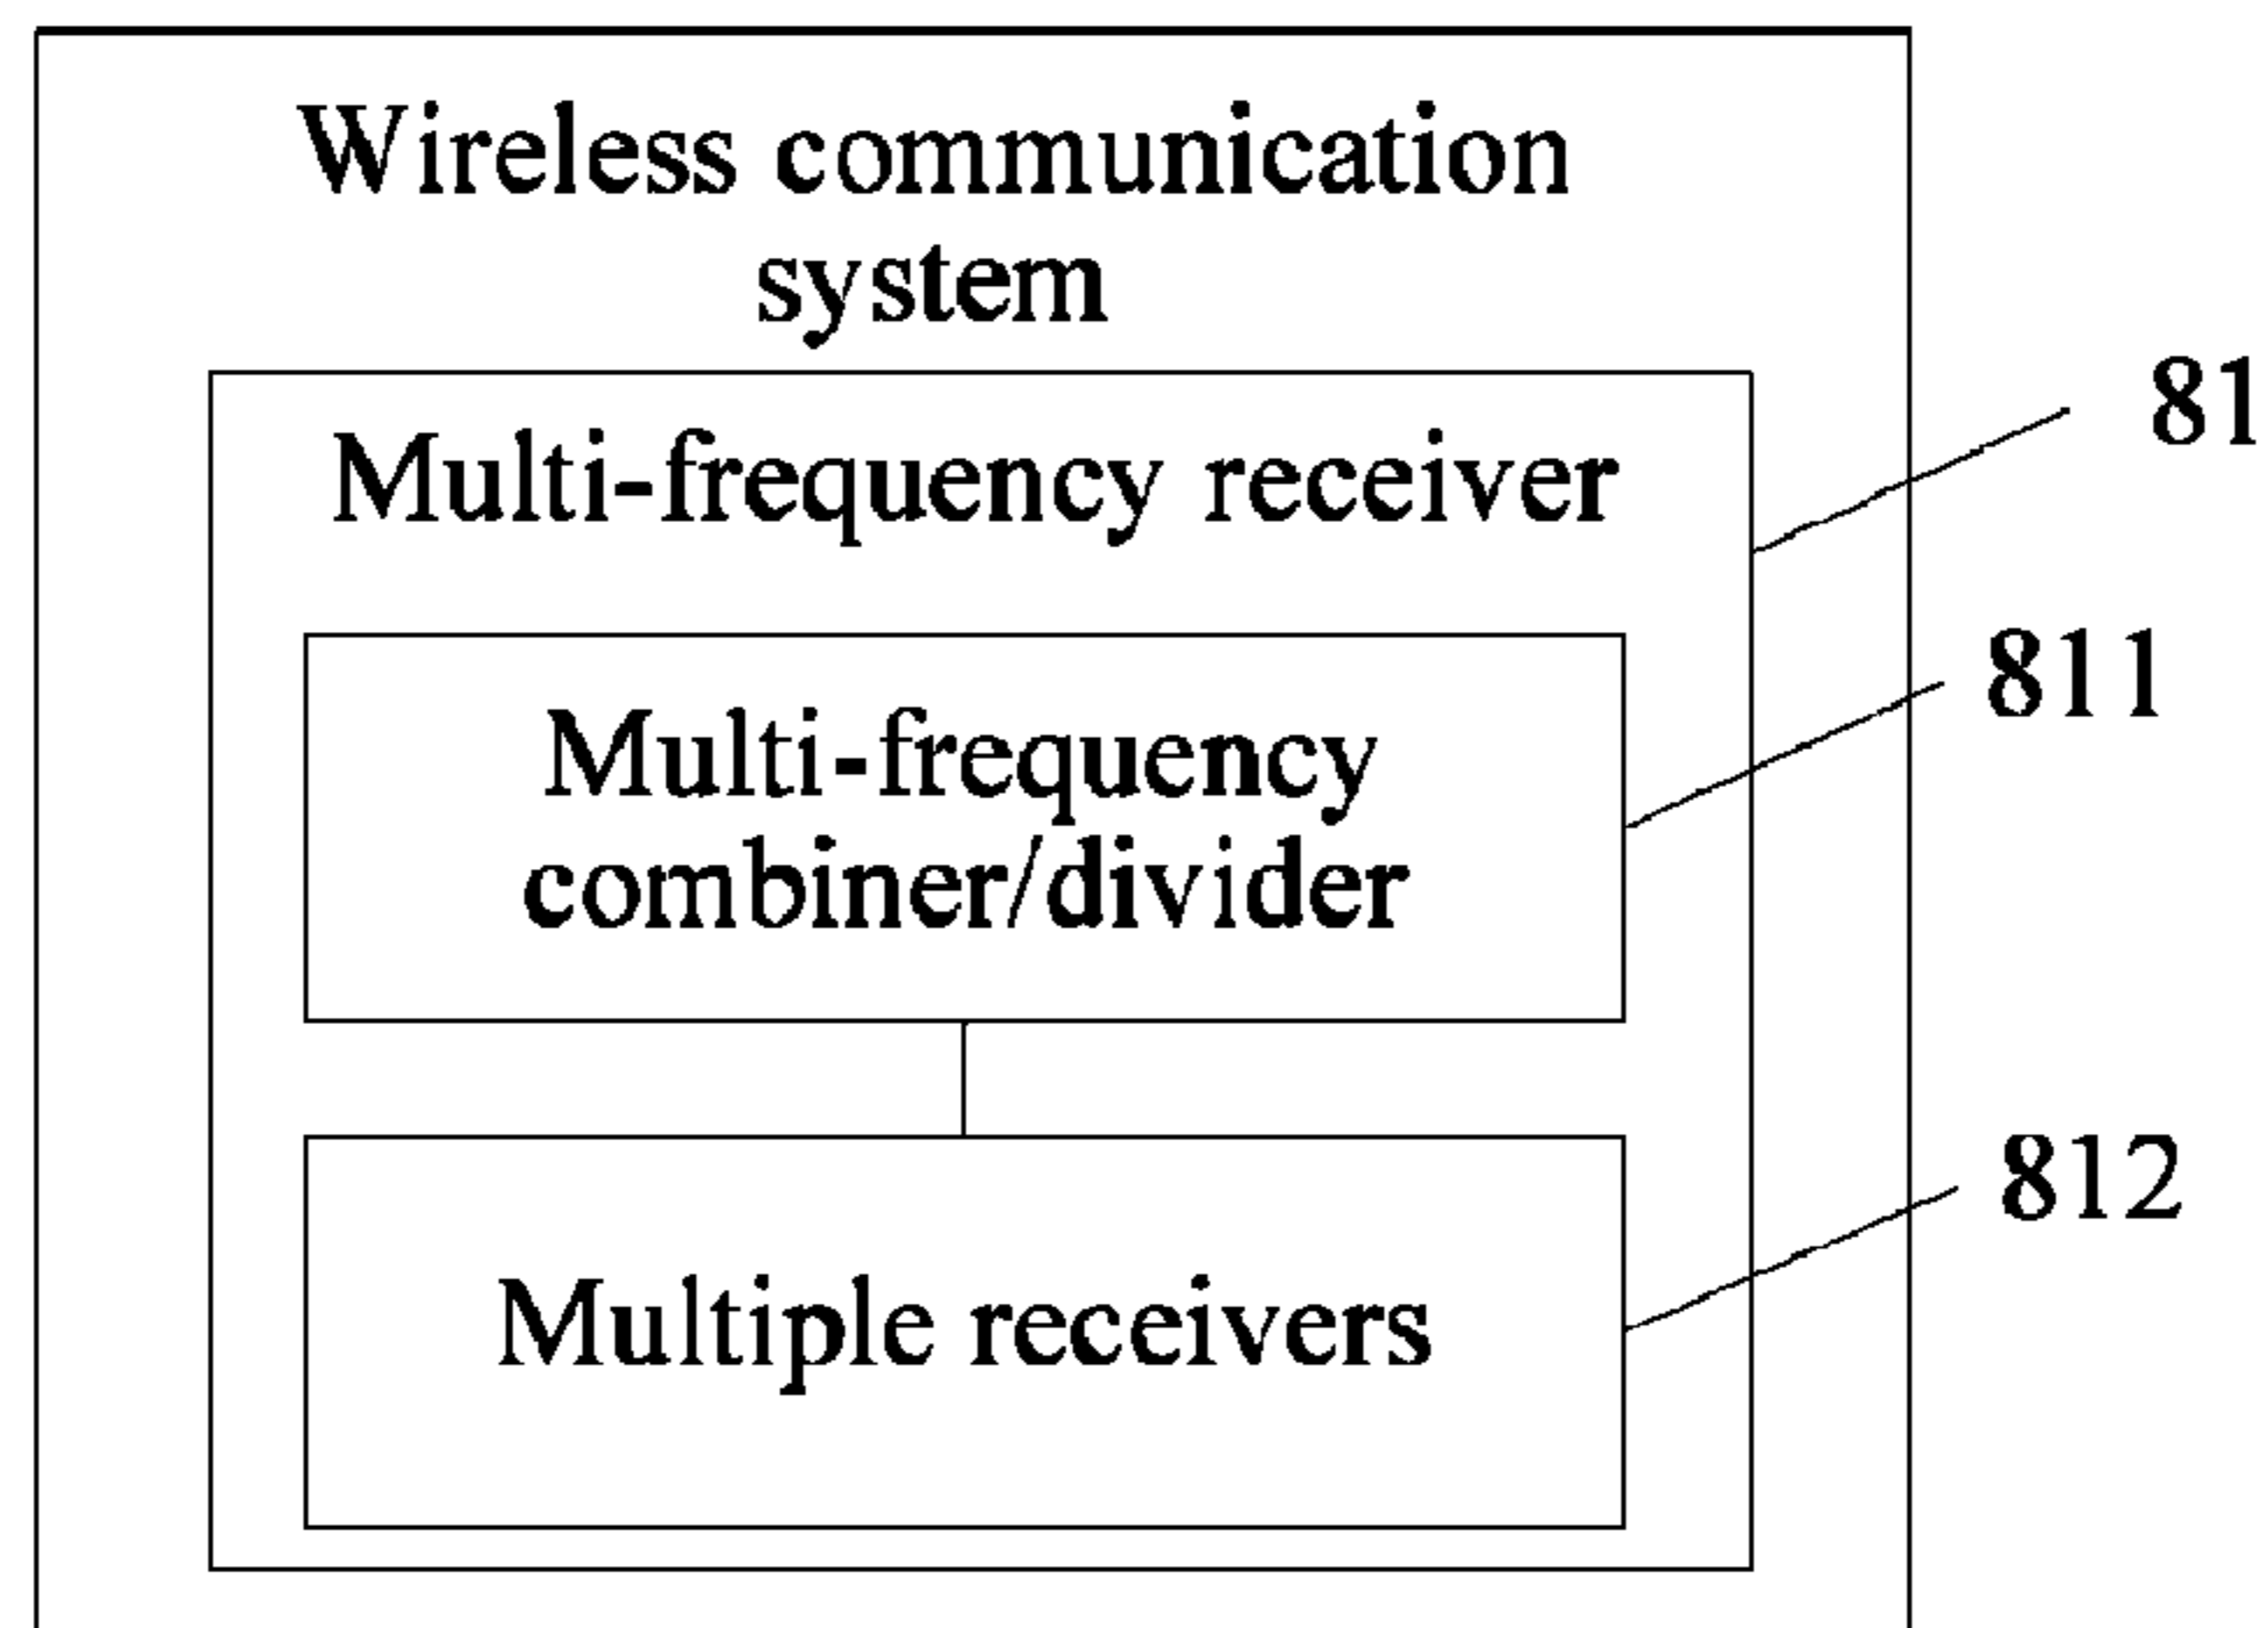 Wireless communication
system
81
Multi-frequency receiver
811
Multi-frequency
combiner/divider
812
Multiple receivers